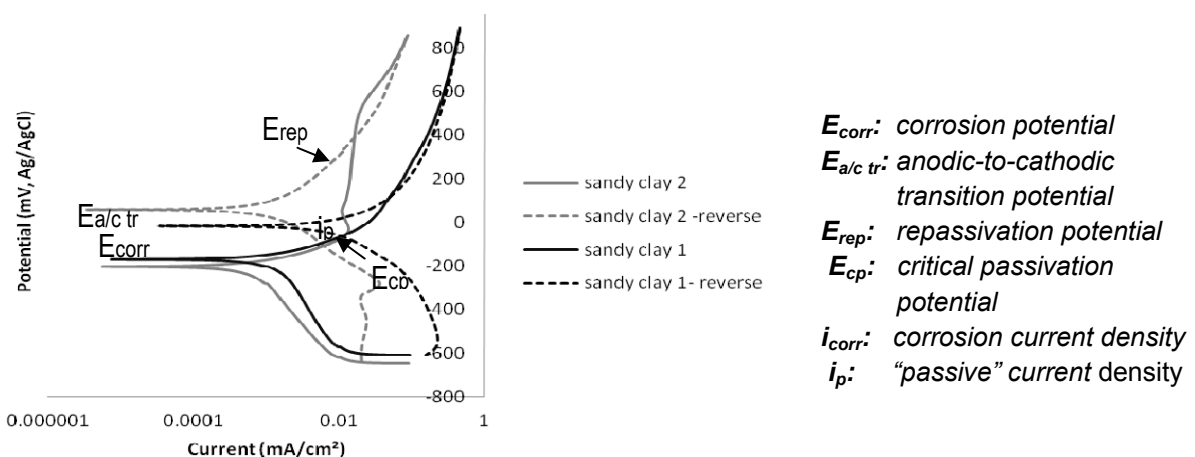 800
600
400
200
0
-200
-400
-600
-800
Potential (mV, Ag/AgCl)
Erep
Ea/c tr
ip
Ecorr
Ecp
0.000001
0.0001
0.01
1
Current (mA/cm²)
sandy clay 2
sandy clay 2 -reverse
sandy clay 1
sandy clay 1- reverse
Ecorr: corrosion potential
Ea/c tr: anodic-to-cathodic
transition potential
Erep: repassivation potential
Ecp: critical passivation
potential
icorr: corrosion current density
ip: “passive” current density